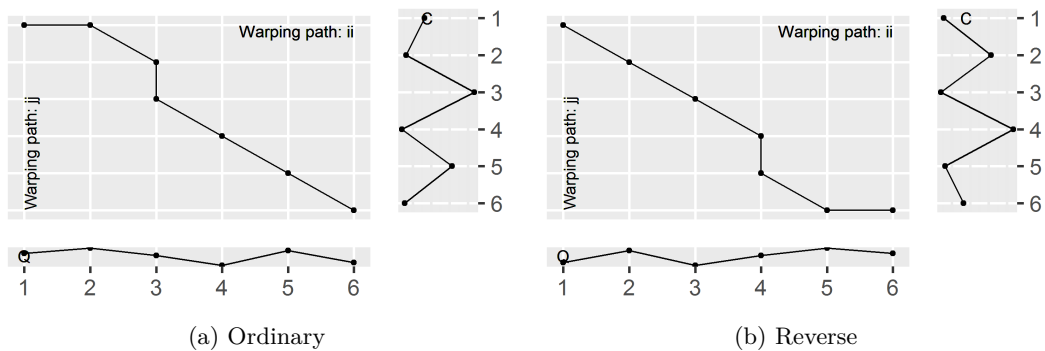 Warping path: ii
Warping path: jj
C
1
2
3
4
5
6
Q
1 2 3 4 5 6
(a) Ordinary
Warping path: ii
Warping path: jj
C
1
2
3
4
5
6
Q
1 2 3 4 5 6
(b) Reverse